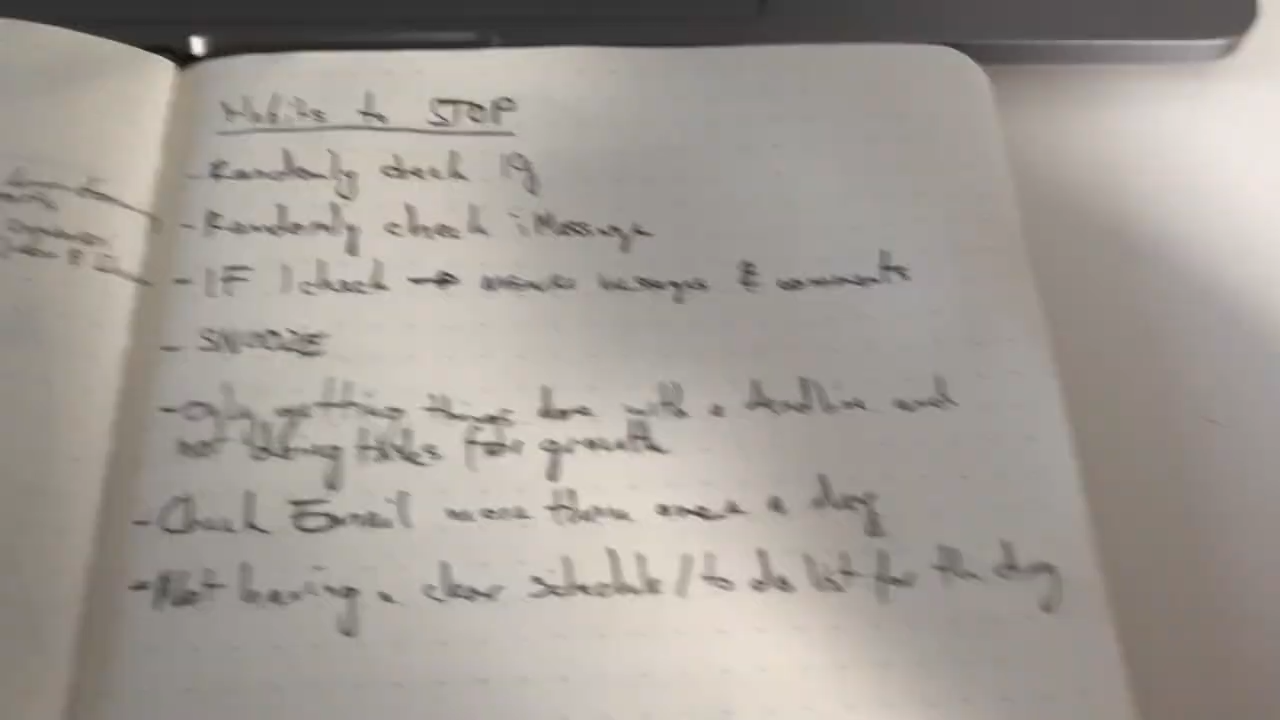 Habits to STOP
- Randomly check IG
- Randomly check iMessage
- IF I check → answer messages & comments
- SNOOZE
- Only getting things done with a deadline and
not doing tasks for growth
- Check Email more than once a day
- Not having a clear schedule/to do list for the day